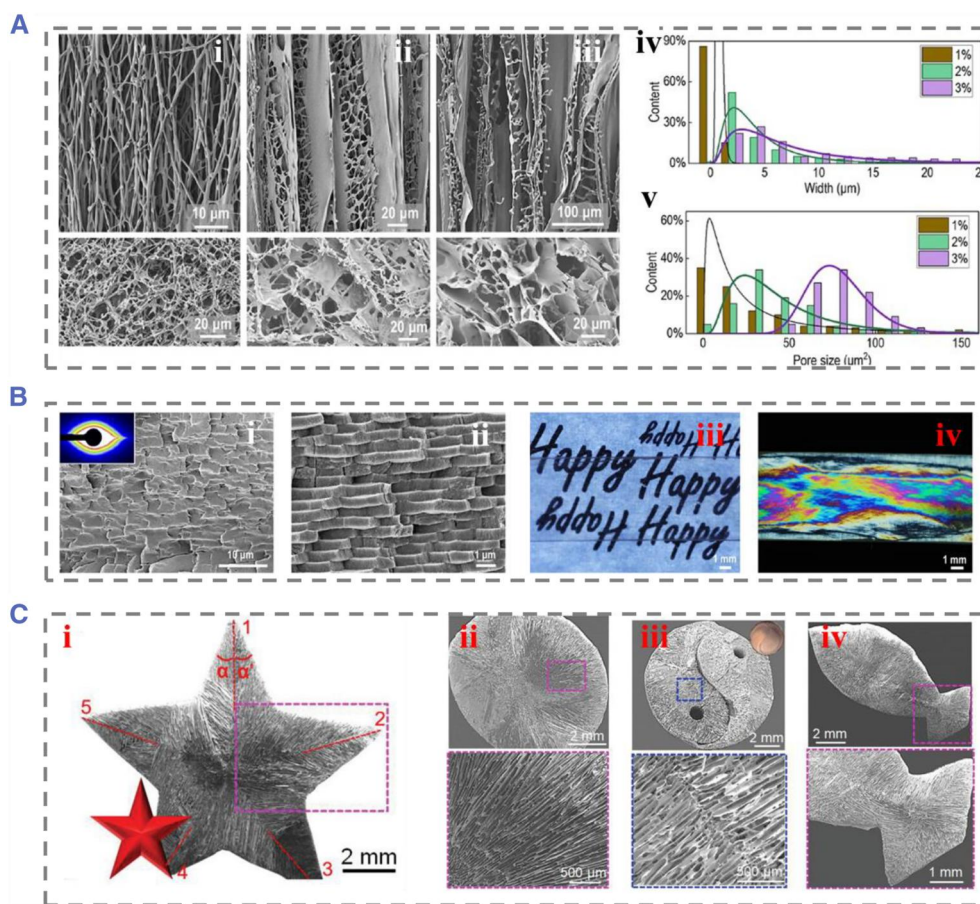 A
i
ii
iii
10 μm
20 μm
100 μm
20 μm
20 μm
20 μm
iv
90%
60%
30%
0%
Content
1%
2%
3%
0
5
10
15
20
Width (μm)
v
60%
40%
20%
0%
Content
1%
2%
3%
0
50
100
150
Pore size (μm²)
B
i
10 μm
ii
1 μm
iii
Happy
Happy
Happy
Happy
Happy
Happy
1 mm
iv
1 mm
C
i
1
α α
5
2
4
3
2 mm
ii
2 mm
500 μm
iii
2 mm
500 μm
iv
2 mm
1 mm